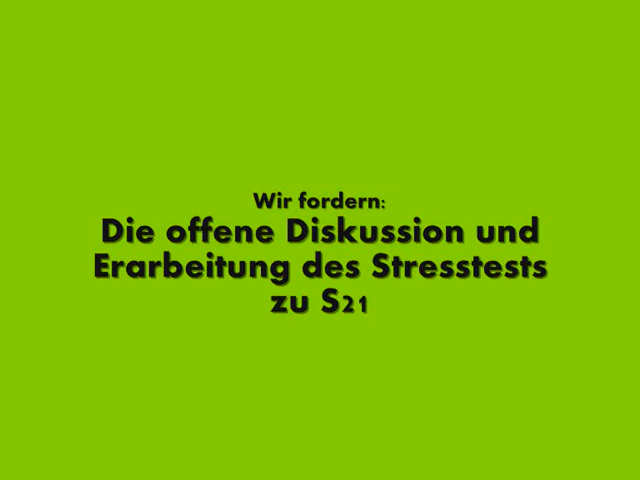 Wir fordern:
Die offene Diskussion und
Erarbeitung des Stresstests
zu S21